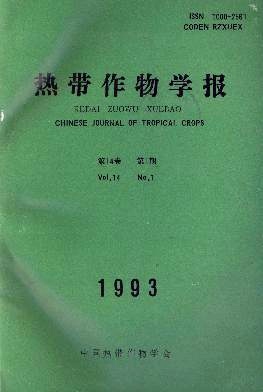 ISSN 1000-2561
CODEN RZXUEX
热带作物学报
REDAI ZUOWU XUEBAO
CHINESE JOURNAL OF TROPICAL CROPS
第14卷 第1期
Vol,14 No,1
1993
中国热带作物学会